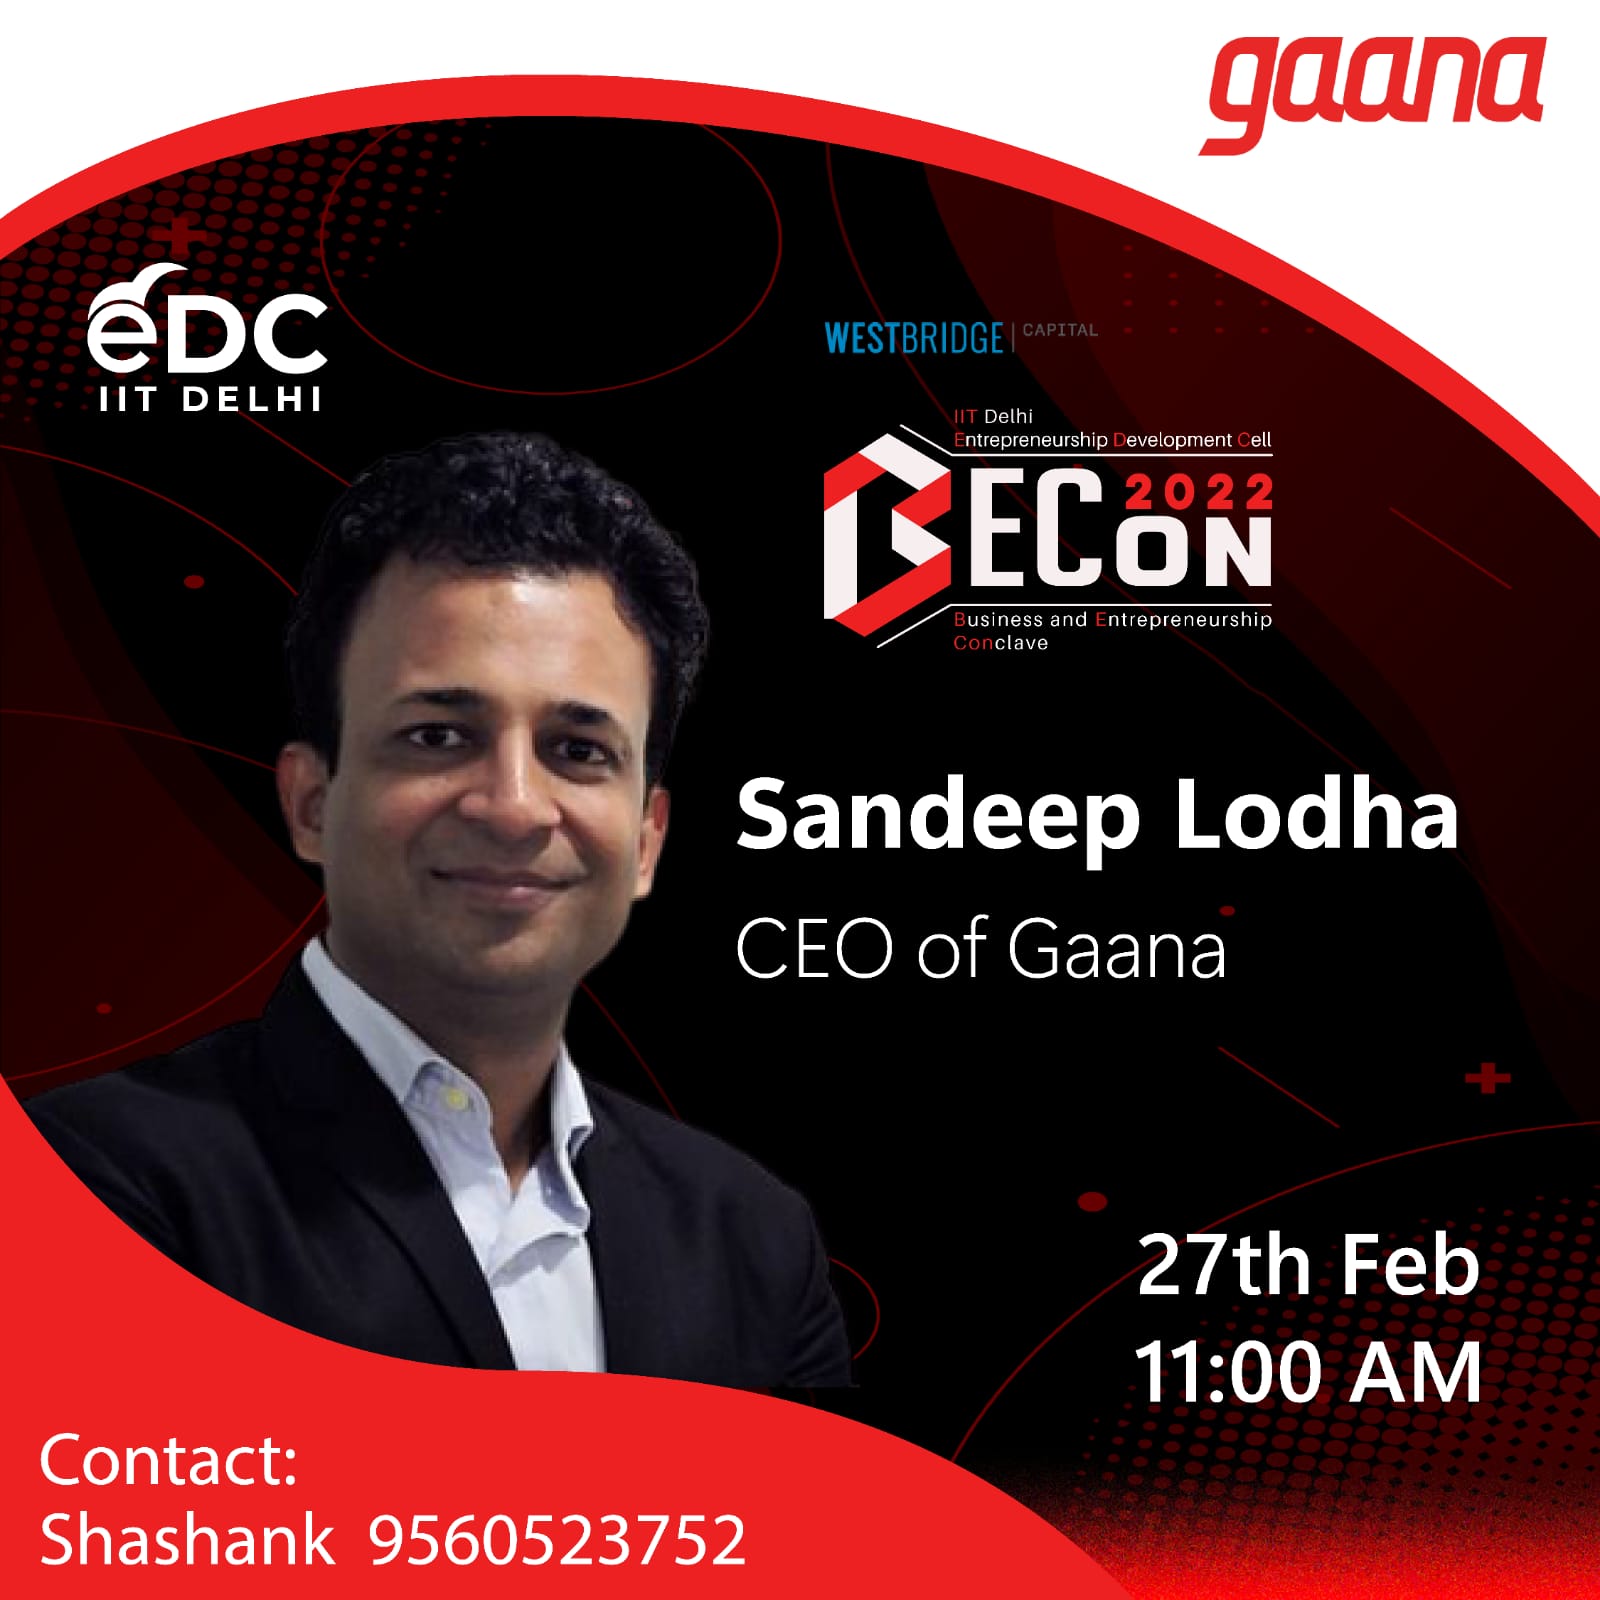 gaana
eDC
IIT DELHI
WESTBRIDGE | CAPITAL
IIT Delhi
Entrepreneurship Development Cell
BECon 2022
Business and Entrepreneurship
Conclave
Sandeep Lodha
CEO of Gaana
27th Feb
11:00 AM
Contact:
Shashank 9560523752